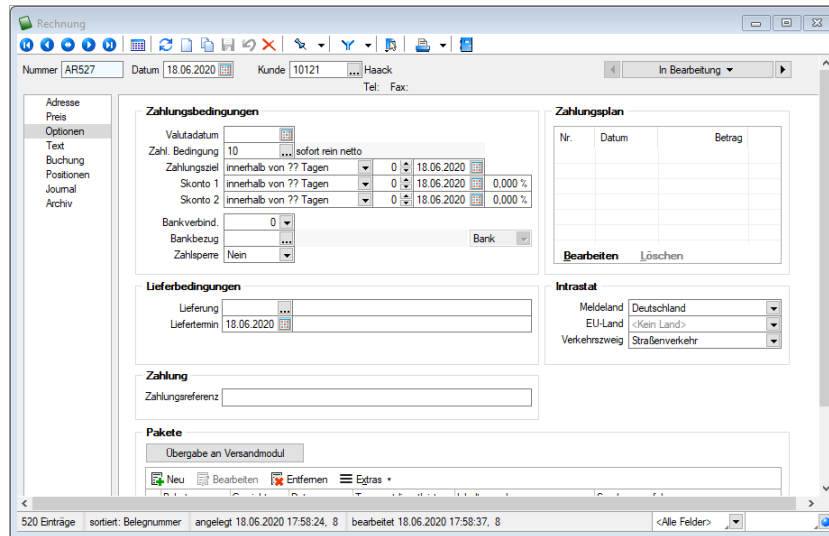 Rechnung
Nummer AR527 Datum 18.06.2020 Kunde 10121 ... Haack In Bearbeitung
Tel: Fax:
Adresse
Preis
Optionen
Text
Buchung
Positionen
Journal
Archiv
Zahlungsbedingungen
Valutadatum
Zahl. Bedingung 10 ... sofort rein netto
Zahlungsziel innerhalb von ?? Tagen 0 18.06.2020
Skonto 1 innerhalb von ?? Tagen 0 18.06.2020 0,000 %
Skonto 2 innerhalb von ?? Tagen 0 18.06.2020 0,000 %
Bankverbind. 0
Bankbezug ... Bank
Zahlsperre Nein
Zahlungsplan
Nr. Datum Betrag
Bearbeiten Löschen
Lieferbedingungen
Lieferung ...
Liefertermin 18.06.2020
Intrastat
Meldeland Deutschland
EU-Land <Kein Land>
Verkehrszweig Straßenverkehr
Zahlung
Zahlungsreferenz
Pakete
Übergabe an Versandmodul
Neu Bearbeiten Entfernen Extras
520 Einträge sortiert: Belegnummer angelegt 18.06.2020 17:58:24, 8 bearbeitet 18.06.2020 17:58:37, 8 <Alle Felder>